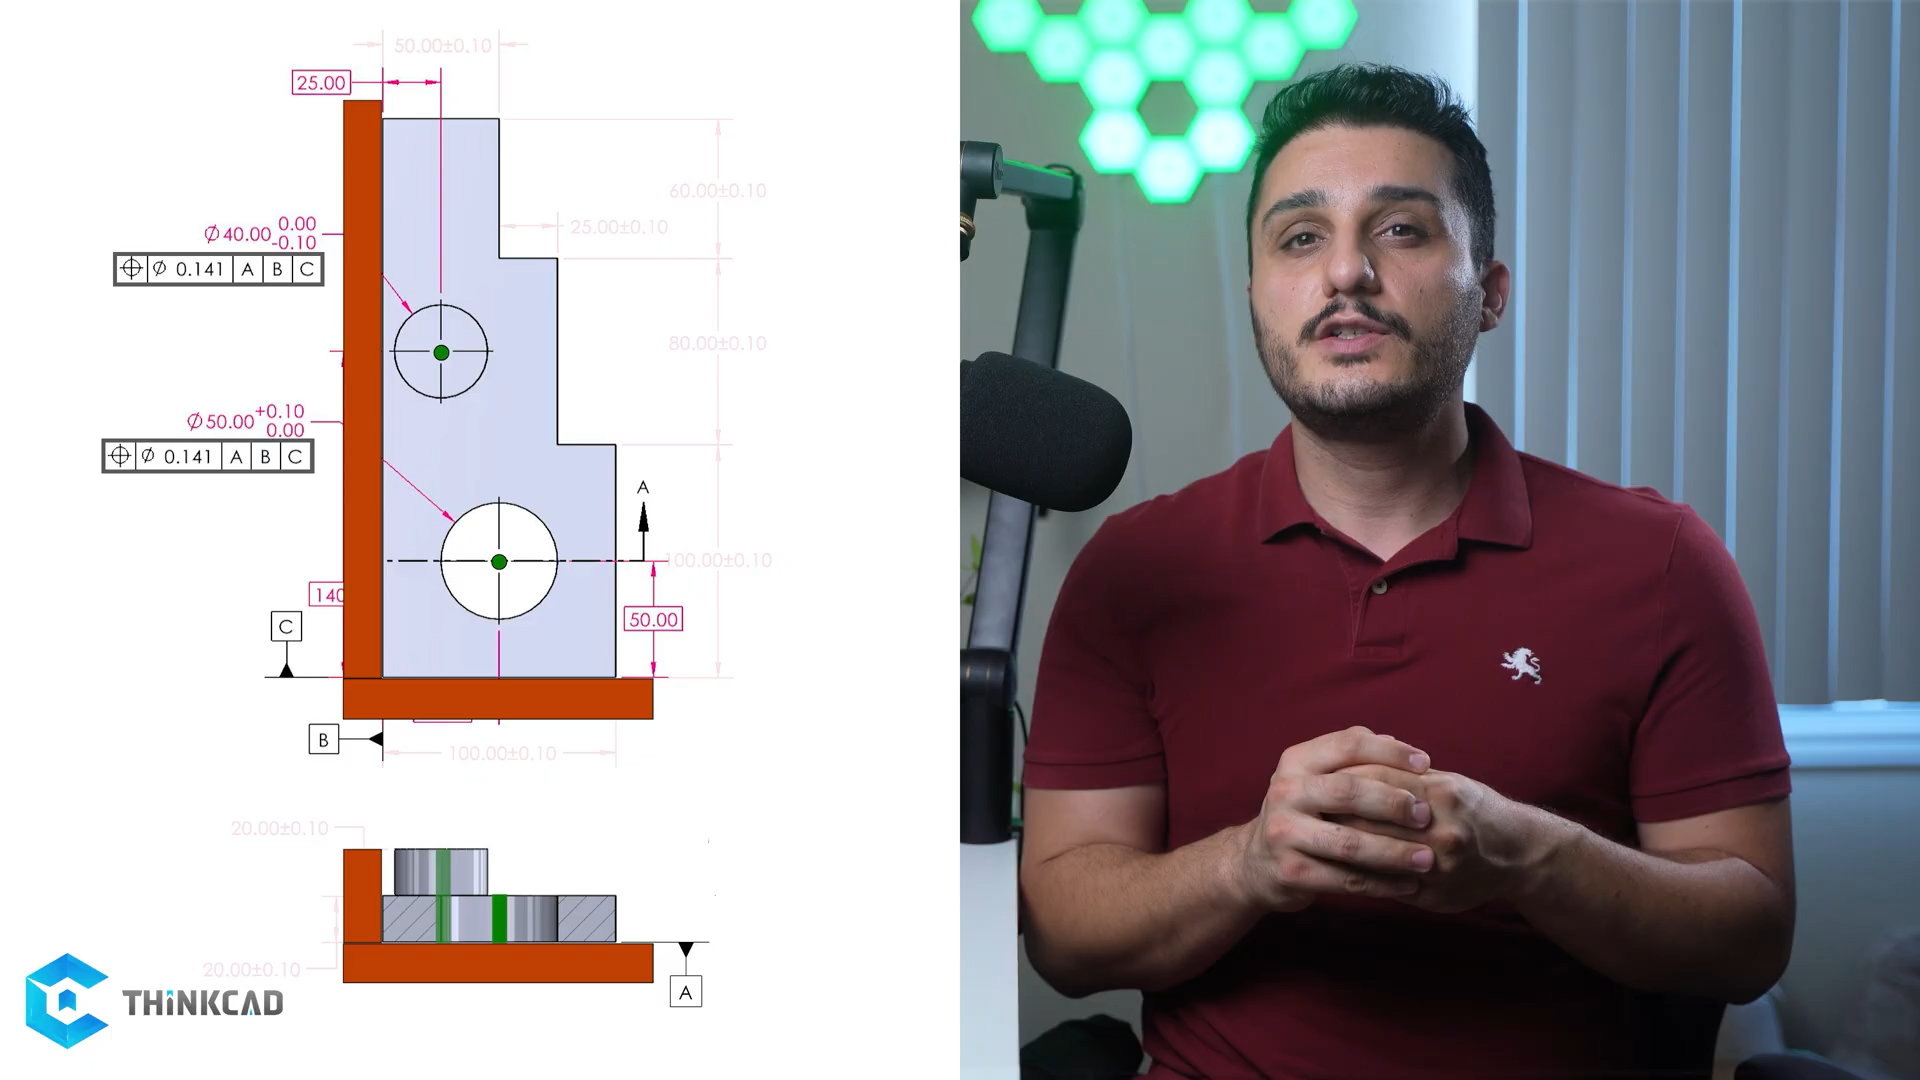 50.00±0.10
25.00
60.00±0.10
25.00±0.10
⌀40.00 0.00 -0.10
⌖ ⌀ 0.141 A B C
80.00±0.10
⌀50.00 +0.10 0.00
⌖ ⌀ 0.141 A B C
A
100.00±0.10
140
50.00
C
B
100.00±0.10
20.00±0.10
20.00±0.10
A
THINKCAD